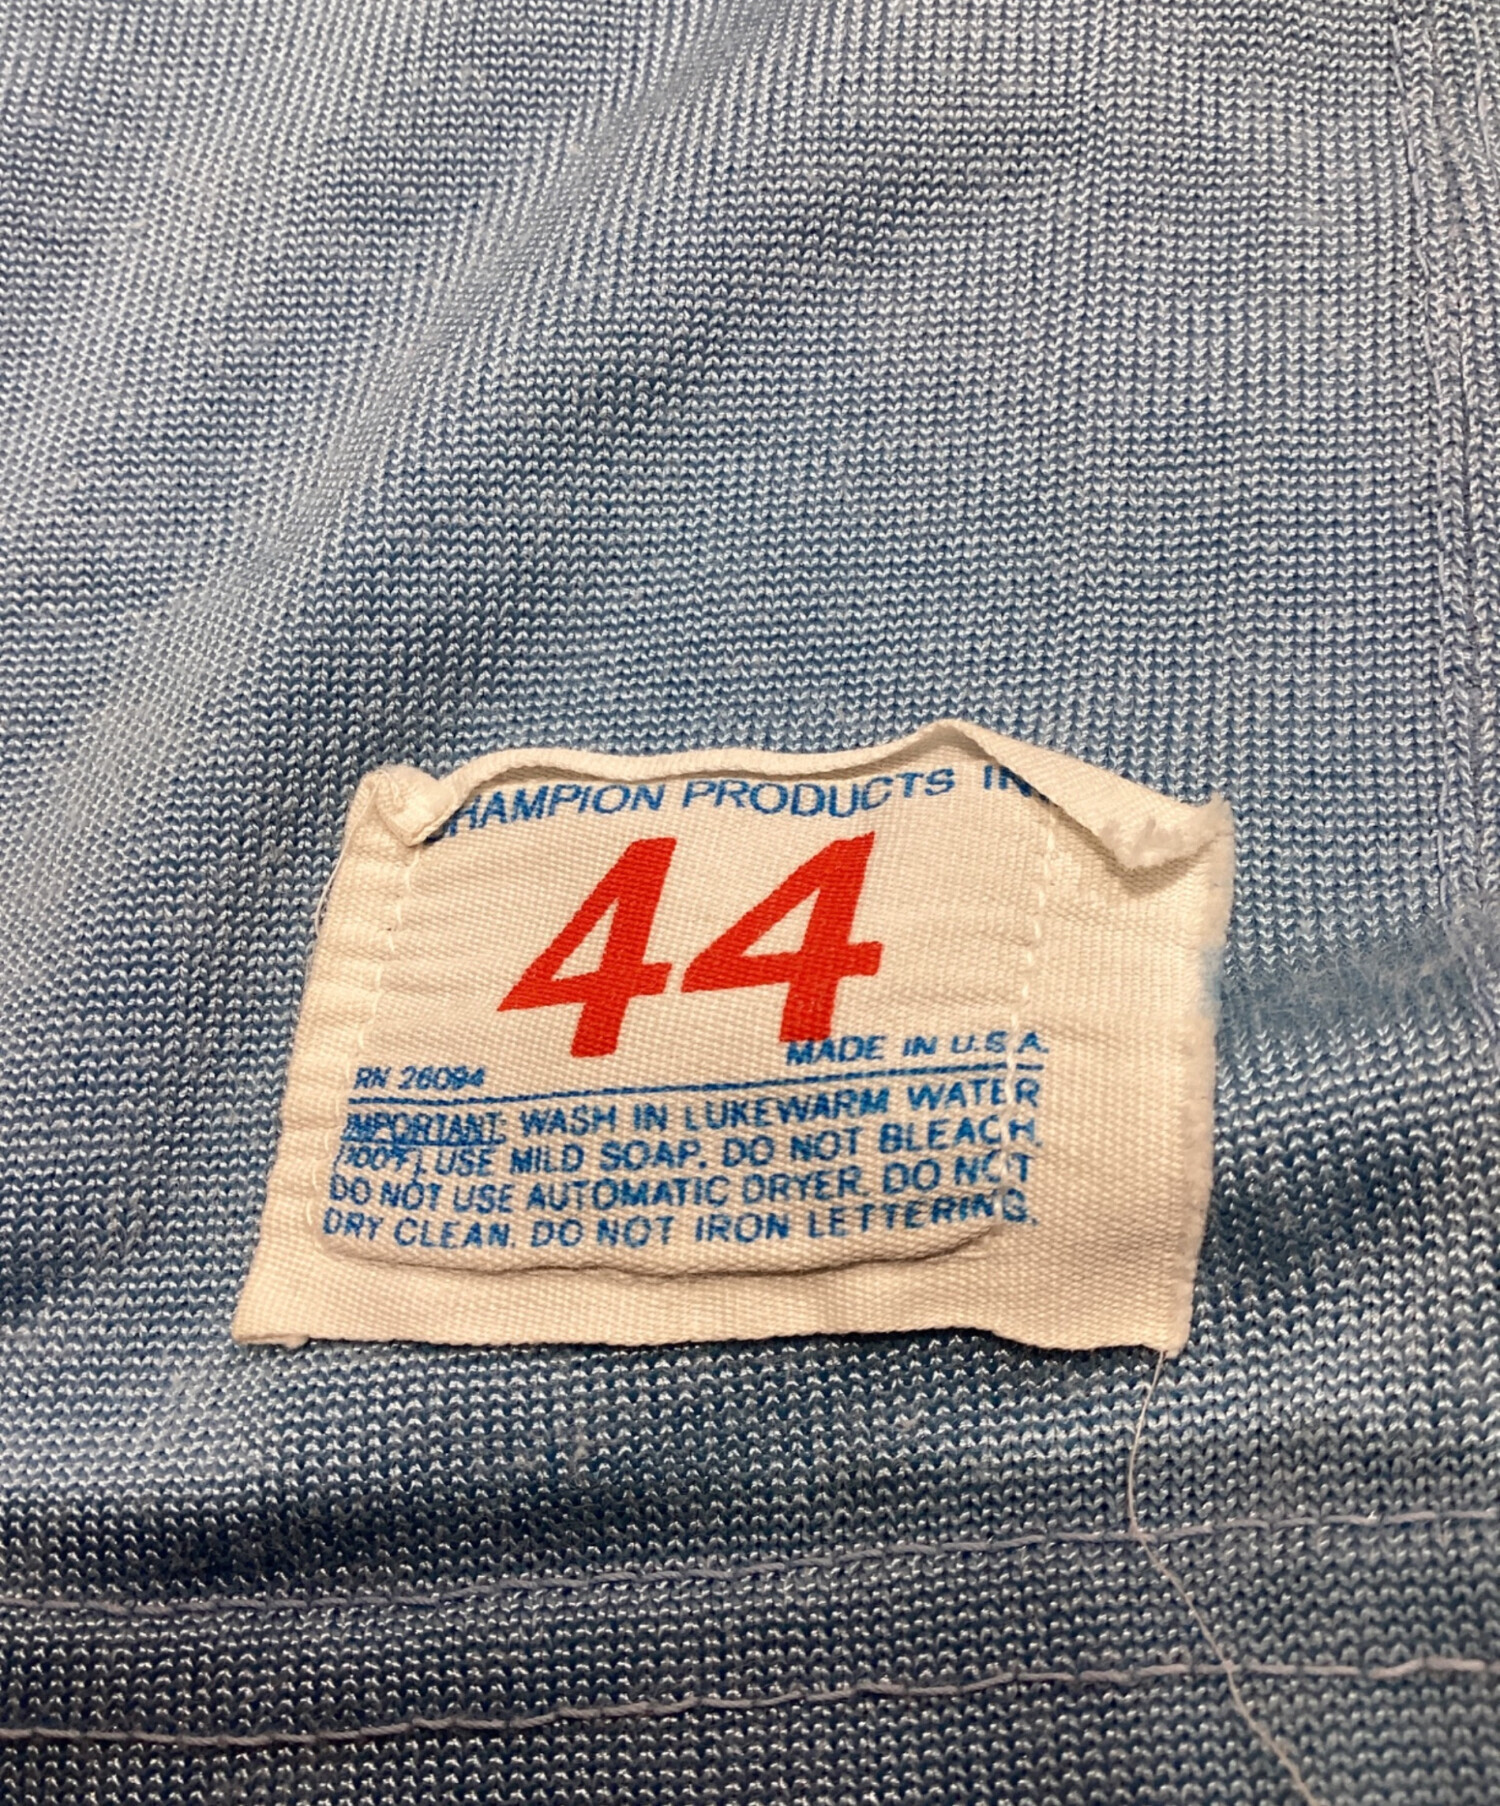 CHAMPION PRODUCTS IN
44
MADE IN U.S.A.
RN 26094
IMPORTANT: WASH IN LUKEWARM WATER
(100°F), USE MILD SOAP. DO NOT BLEACH.
DO NOT USE AUTOMATIC DRYER. DO NOT
DRY CLEAN. DO NOT IRON LETTERING.